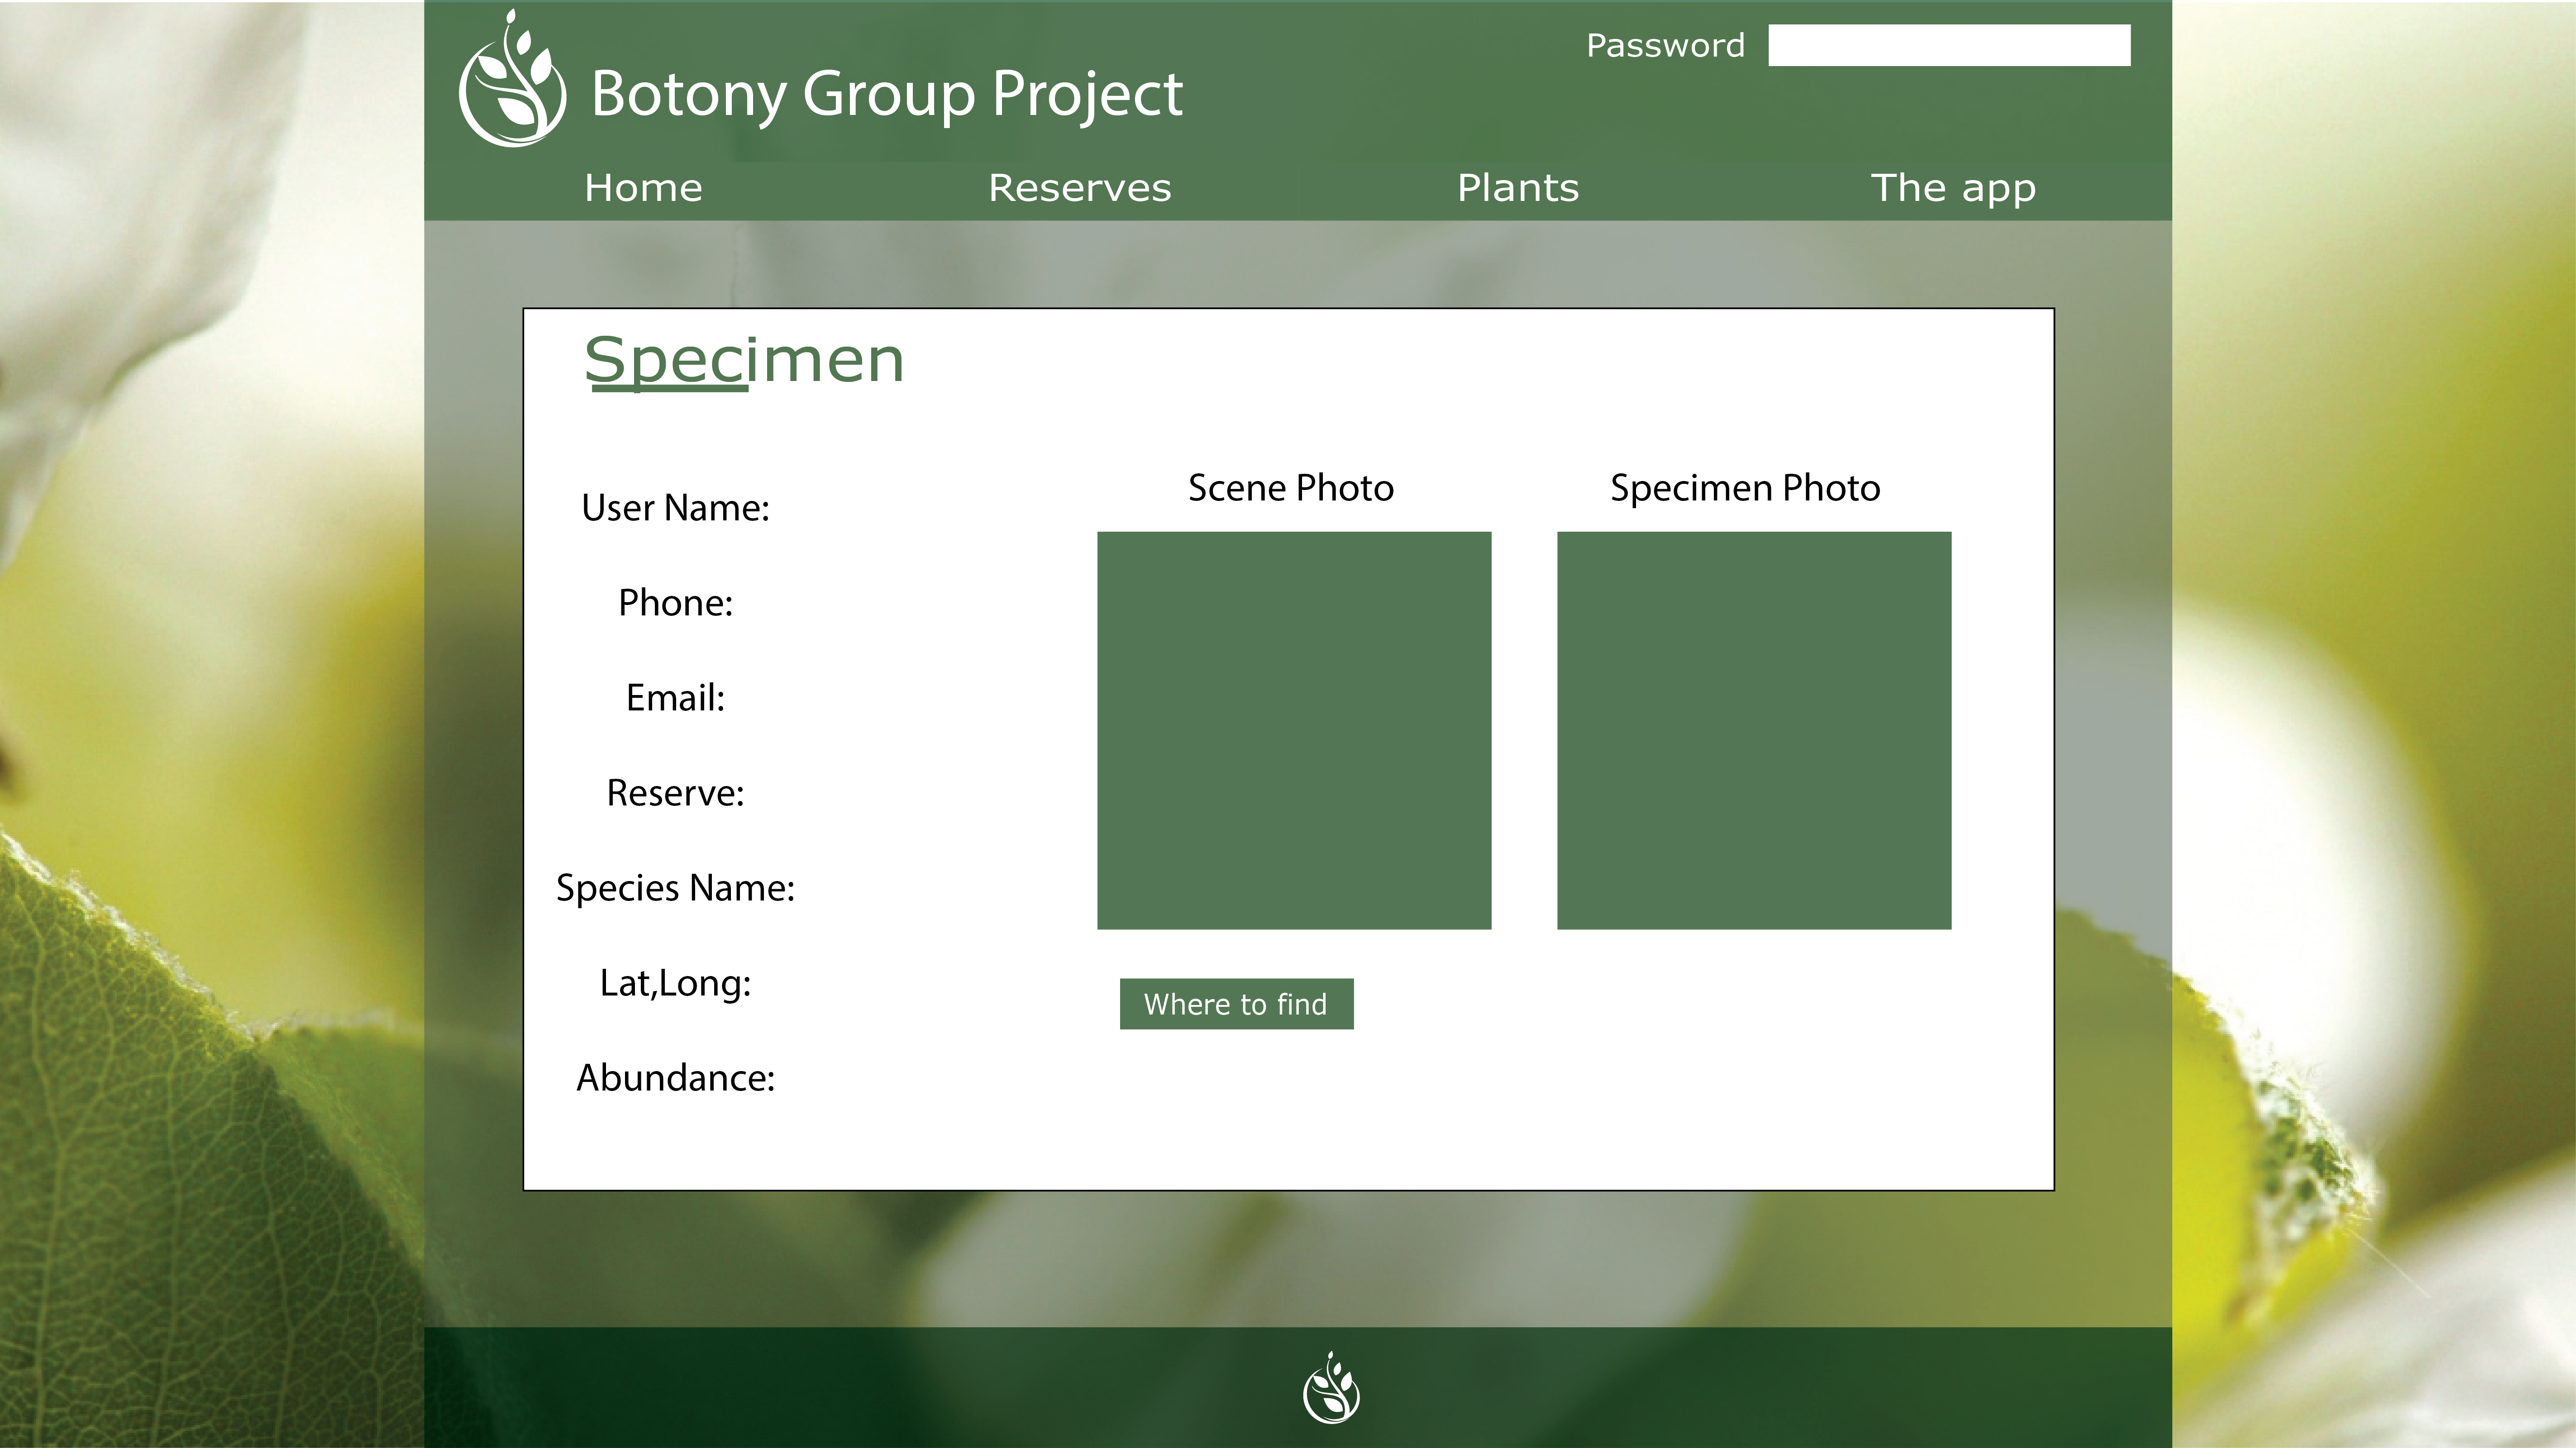 Password
Botony Group Project
Home Reserves Plants The app
Specimen
Scene Photo Specimen Photo
User Name:
Phone:
Email:
Reserve:
Species Name:
Lat,Long:
Where to find
Abundance: